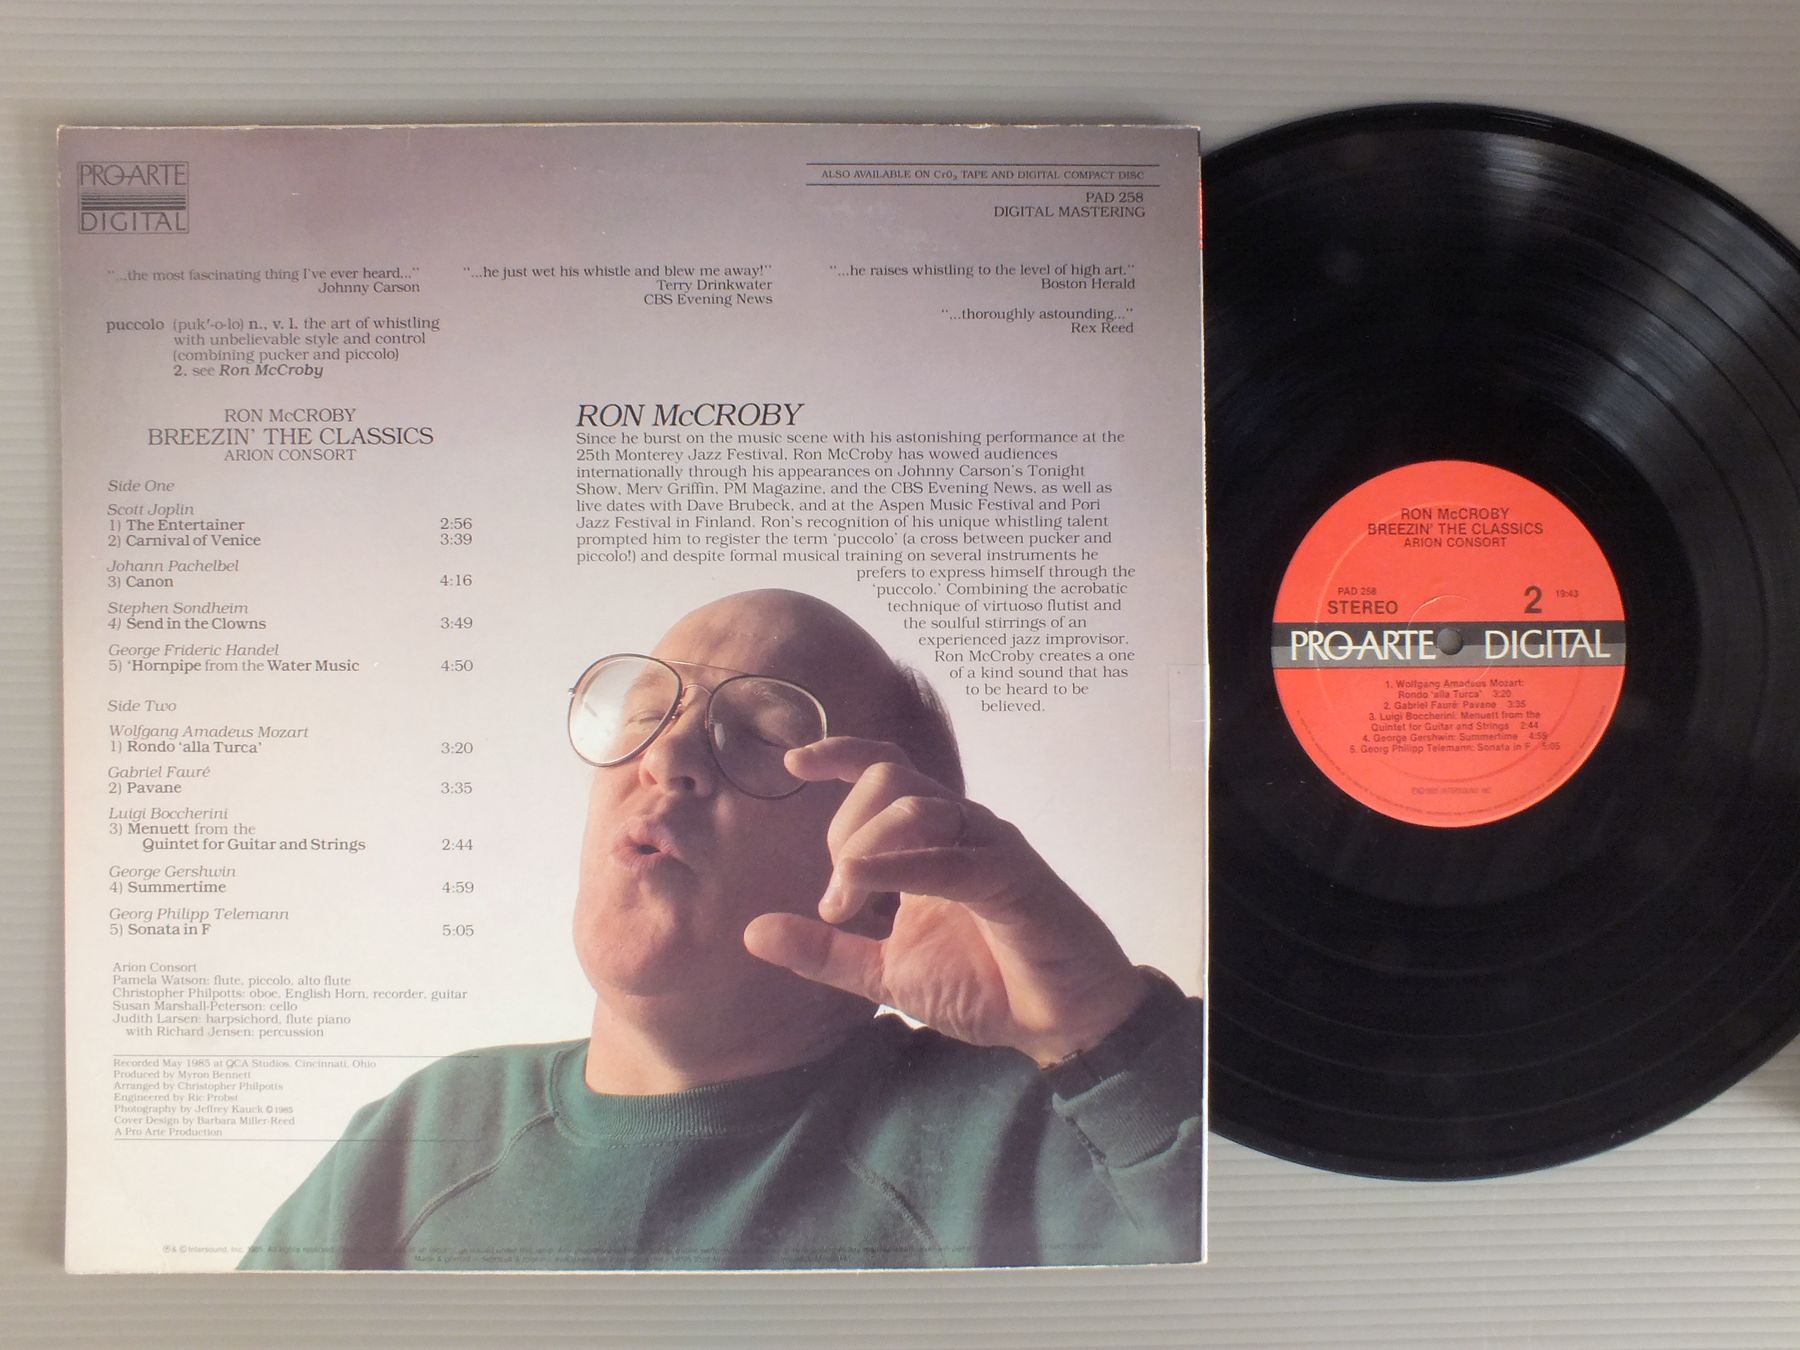 PRO-ARTE
DIGITAL
ALSO AVAILABLE ON CrO₂ TAPE AND DIGITAL COMPACT DISC
PAD 258
DIGITAL MASTERING
"...the most fascinating thing I've ever heard..."
Johnny Carson
"...he just wet his whistle and blew me away!"
Terry Drinkwater
CBS Evening News
"...he raises whistling to the level of high art."
Boston Herald
"...thoroughly astounding..."
Rex Reed
puccolo (puk'-o-lo) n., v. 1. the art of whistling
with unbelievable style and control
(combining pucker and piccolo)
2. see Ron McCroby
RON McCROBY
BREEZIN' THE CLASSICS
ARION CONSORT
Side One
Scott Joplin
1) The Entertainer 2:56
2) Carnival of Venice 3:39
Johann Pachelbel
3) Canon 4:16
Stephen Sondheim
4) Send in the Clowns 3:49
George Frideric Handel
5) 'Hornpipe from the Water Music 4:50
Side Two
Wolfgang Amadeus Mozart
1) Rondo 'alla Turca' 3:20
Gabriel Fauré
2) Pavane 3:35
Luigi Boccherini
3) Menuett from the
Quintet for Guitar and Strings 2:44
George Gershwin
4) Summertime 4:59
Georg Philipp Telemann
5) Sonata in F 5:05
Arion Consort
Pamela Watson: flute, piccolo, alto flute
Christopher Philpotts: oboe, English Horn, recorder, guitar
Susan Marshall-Peterson: cello
Judith Larsen: harpsichord, flute piano
with Richard Jensen: percussion
Recorded May 1985 at QCA Studios, Cincinnati, Ohio
Produced by Myron Bennett
Arranged by Christopher Philpotts
Engineered by Ric Probst
Photography by Jeffrey Kauck © 1985
Cover Design by Barbara Miller-Reed
A Pro Arte Production
RON McCROBY
Since he burst on the music scene with his astonishing performance at the
25th Monterey Jazz Festival, Ron McCroby has wowed audiences
internationally through his appearances on Johnny Carson's Tonight
Show, Merv Griffin, PM Magazine, and the CBS Evening News, as well as
live dates with Dave Brubeck, and at the Aspen Music Festival and Pori
Jazz Festival in Finland. Ron's recognition of his unique whistling talent
prompted him to register the term 'puccolo' (a cross between pucker and
piccolo!) and despite formal musical training on several instruments he
prefers to express himself through the
'puccolo.' Combining the acrobatic
technique of virtuoso flutist and
the soulful stirrings of an
experienced jazz improvisor,
Ron McCroby creates a one
of a kind sound that has
to be heard to be
believed.
℗ & © Intersound, Inc. 1985. All rights reserved.
RON McCROBY
BREEZIN' THE CLASSICS
ARION CONSORT
PAD 258
STEREO
2 19:43
PRO-ARTE DIGITAL
1. Wolfgang Amadeus Mozart:
Rondo 'alla Turca' 3:20
2. Gabriel Fauré: Pavane 3:35
3. Luigi Boccherini: Menuett from the
Quintet for Guitar and Strings 2:44
4. George Gershwin: Summertime 4:59
5. Georg Philipp Telemann: Sonata in F 5:05
INTERSOUND INC